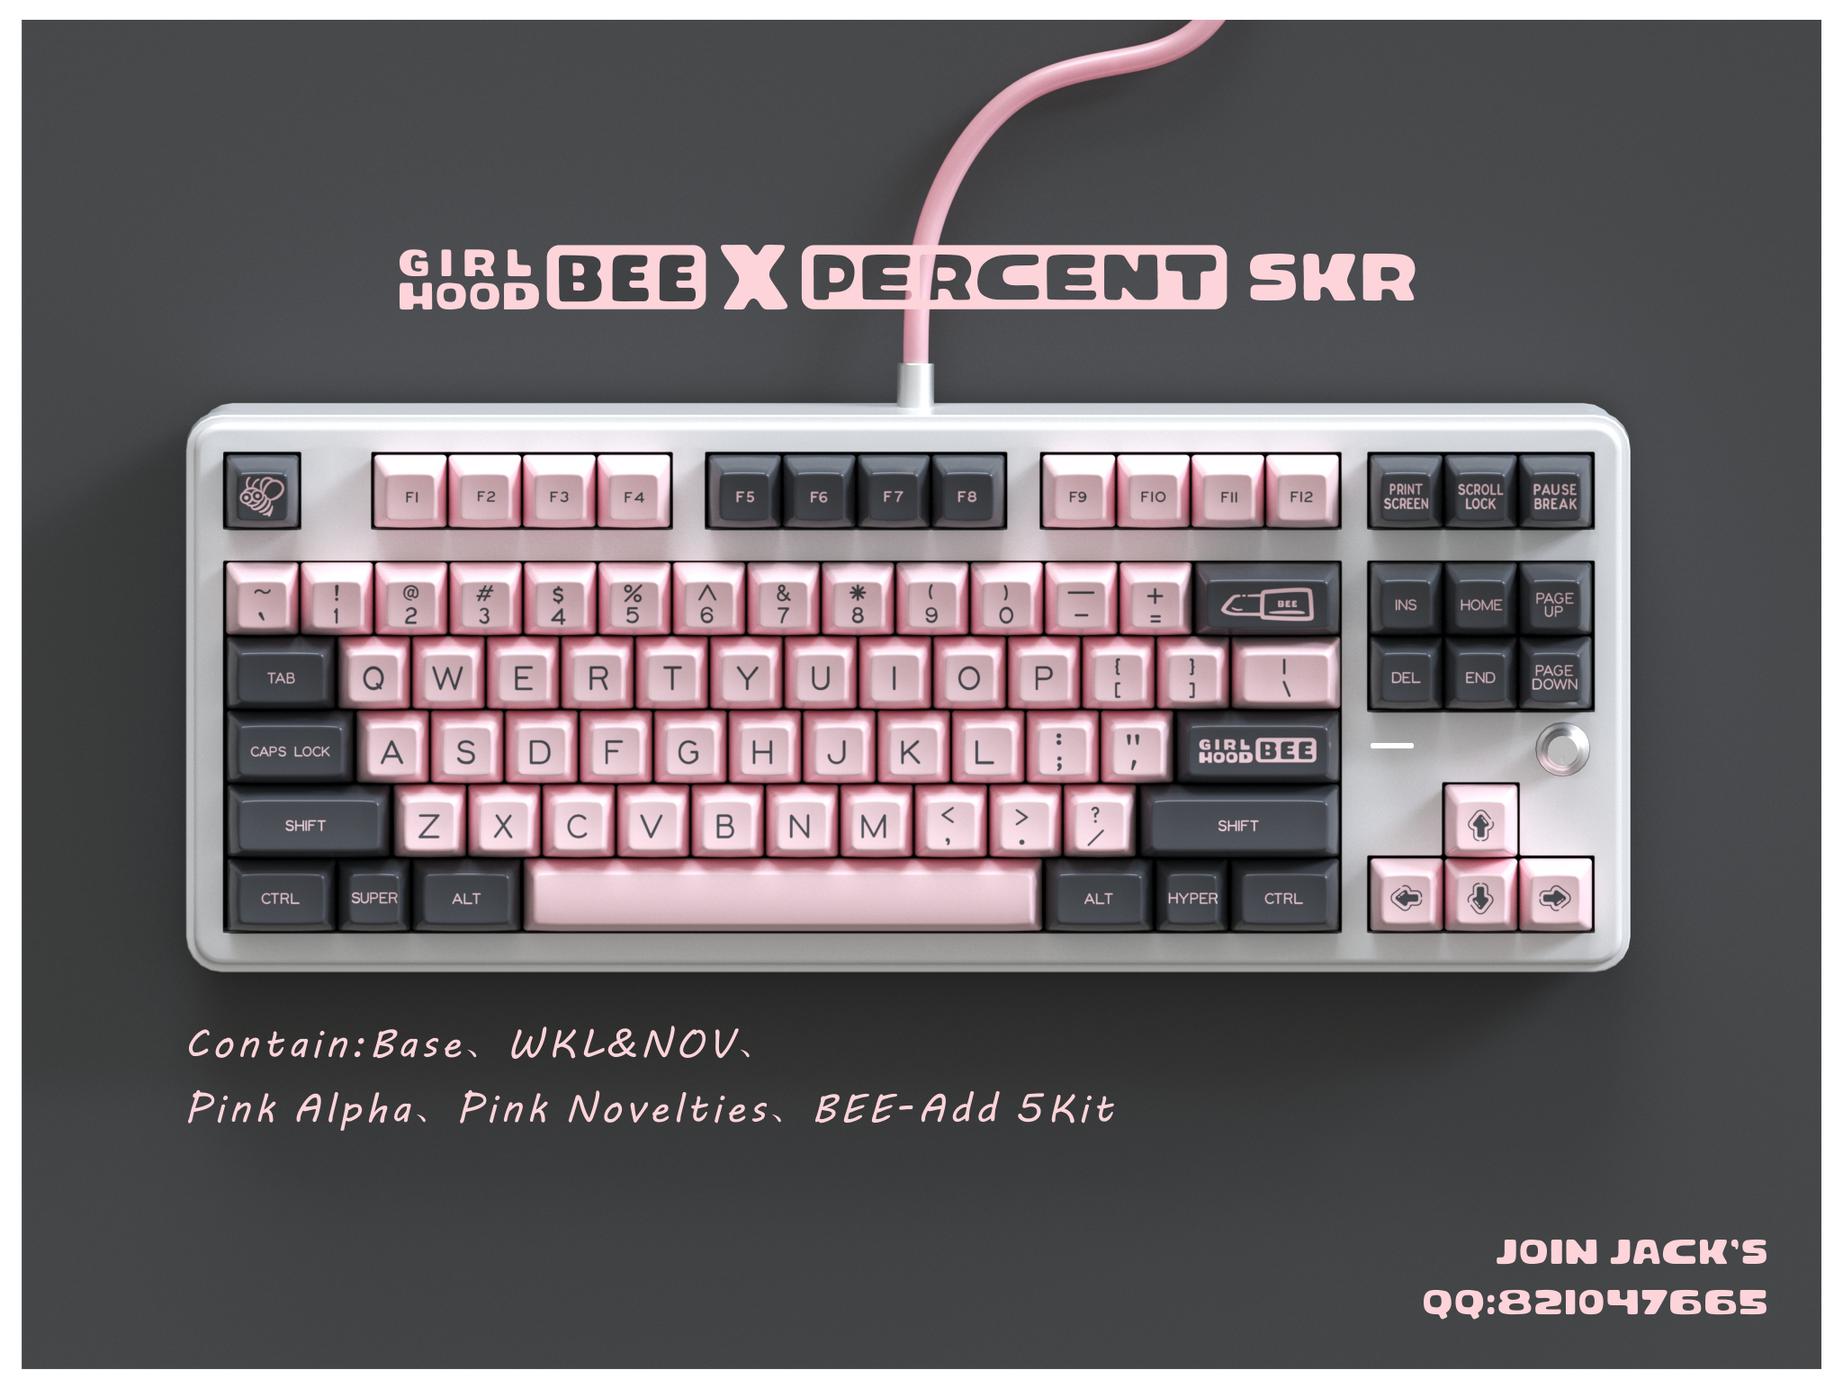 GIRL HOOD BEE X PERCENT SKR
F1 F2 F3 F4 F5 F6 F7 F8 F9 F10 F11 F12 PRINT SCREEN SCROLL LOCK PAUSE BREAK
~ ` ! 1 @ 2 # 3 $ 4 % 5 ^ 6 & 7 * 8 ( 9 ) 0 — - + = BEE INS HOME PAGE UP
TAB Q W E R T Y U I O P { [ } ] | \ DEL END PAGE DOWN
CAPS LOCK A S D F G H J K L : ; " ' GIRL HOOD BEE
SHIFT Z X C V B N M < , > . ? / SHIFT
CTRL SUPER ALT ALT HYPER CTRL
Contain:Base、WKL&NOV、
Pink Alpha、Pink Novelties、BEE-Add 5Kit
JOIN JACK'S
QQ:821047665